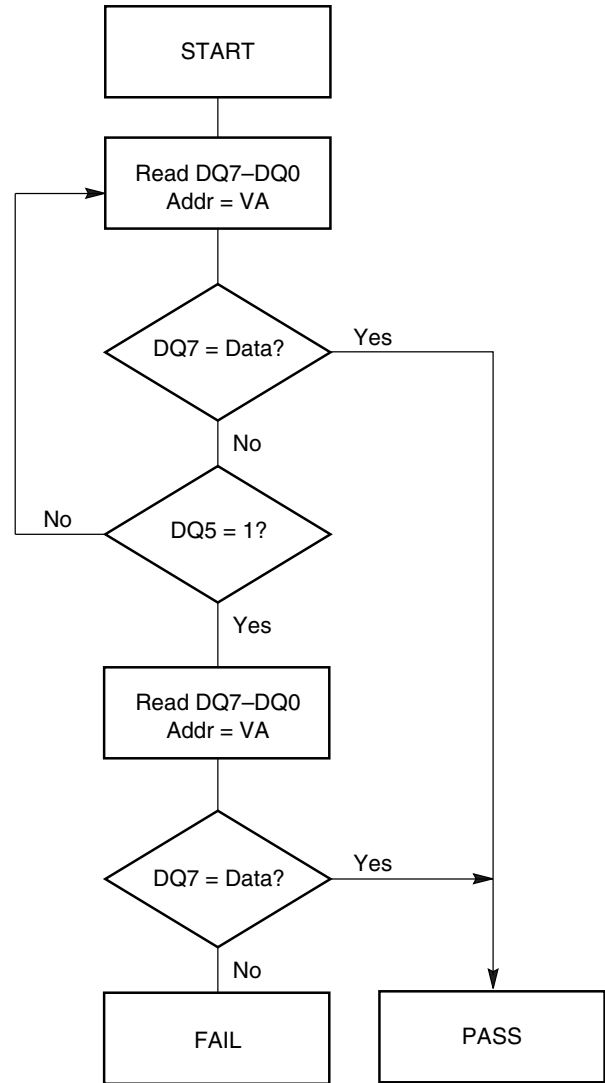 START
Read DQ7–DQ0
Addr = VA
DQ7 = Data?
Yes
No
No
DQ5 = 1?
Yes
Read DQ7–DQ0
Addr = VA
DQ7 = Data?
Yes
No
FAIL
PASS